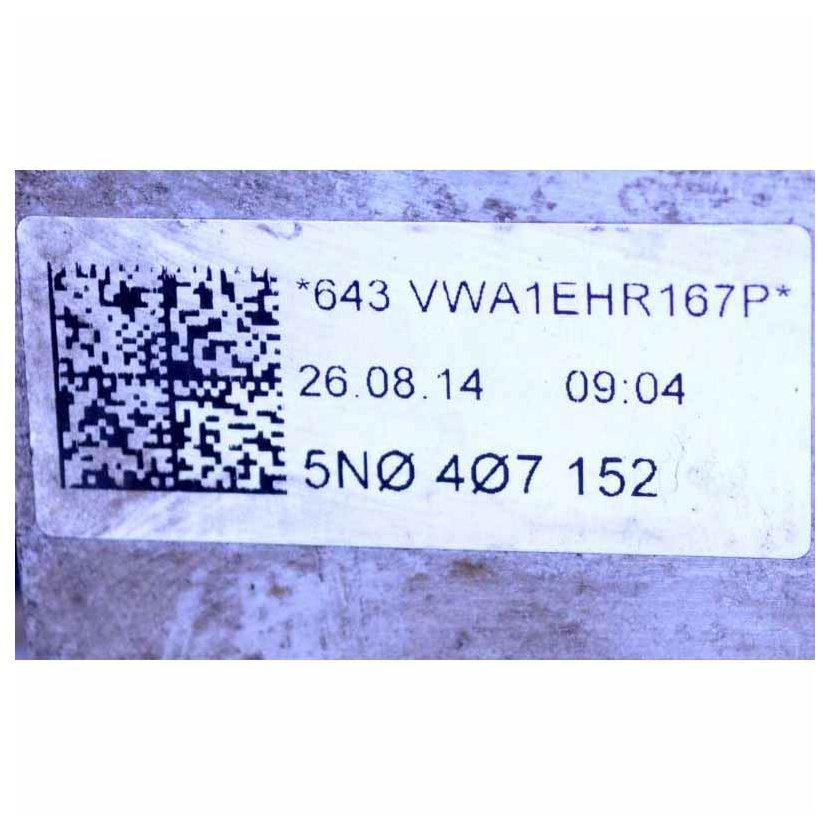 *643 VWA1EHR167P*
26.08.14 09:04
5NØ 4Ø7 152